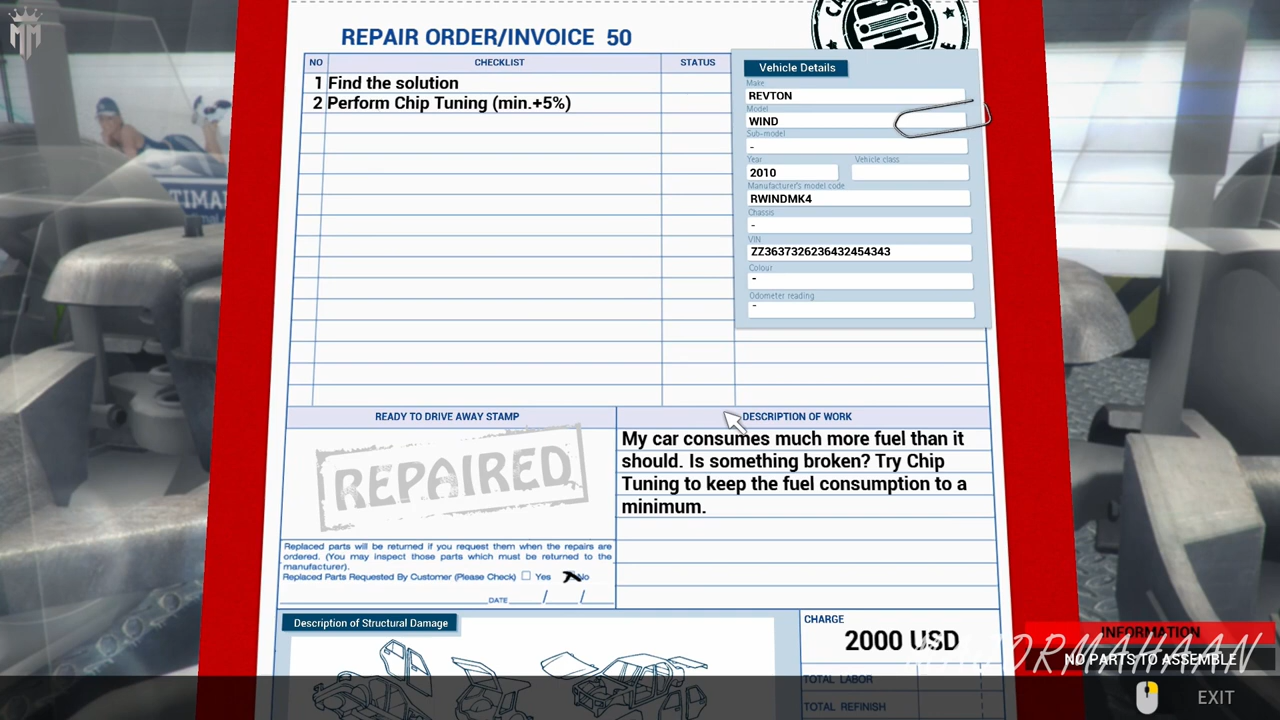 REPAIR ORDER/INVOICE 50
NO CHECKLIST STATUS
1 Find the solution
2 Perform Chip Tuning (min.+5%)
Vehicle Details
Make
REVTON
Model
WIND
Sub-model
-
Year Vehicle class
2010
Manufacturer's model code
RWINDMK4
Chassis
-
VIN
ZZ3637326236432454343
Colour
-
Odometer reading
-
READY TO DRIVE AWAY STAMP
DESCRIPTION OF WORK
REPAIRED
My car consumes much more fuel than it
should. Is something broken? Try Chip
Tuning to keep the fuel consumption to a
minimum.
Replaced parts will be returned if you request them when the repairs are
ordered. (You may inspect those parts which must be returned to the
manufacturer).
Replaced Parts Requested By Customer (Please Check) Yes No
DATE / /
Description of Structural Damage
CHARGE
2000 USD
TOTAL LABOR
TOTAL REFINISH
INFORMATION
NO PARTS TO ASSEMBLE
EXIT